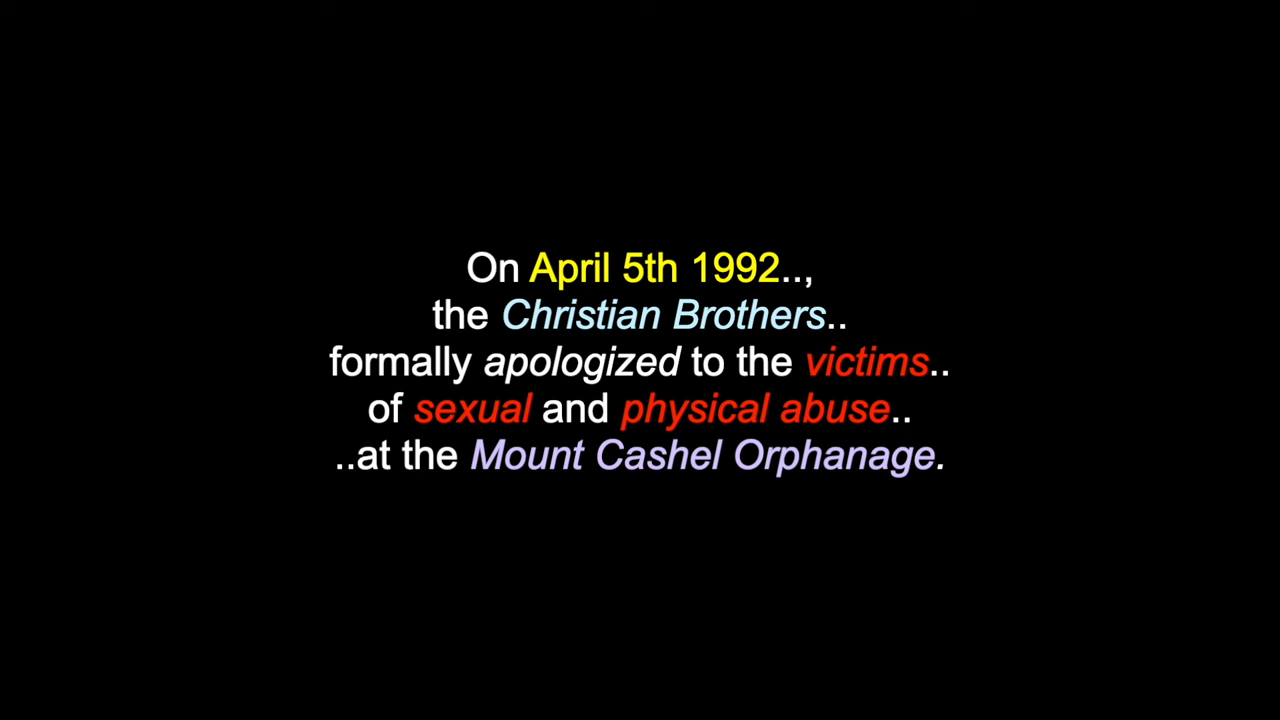 On April 5th 1992..,
the Christian Brothers..
formally apologized to the victims..
of sexual and physical abuse..
..at the Mount Cashel Orphanage.